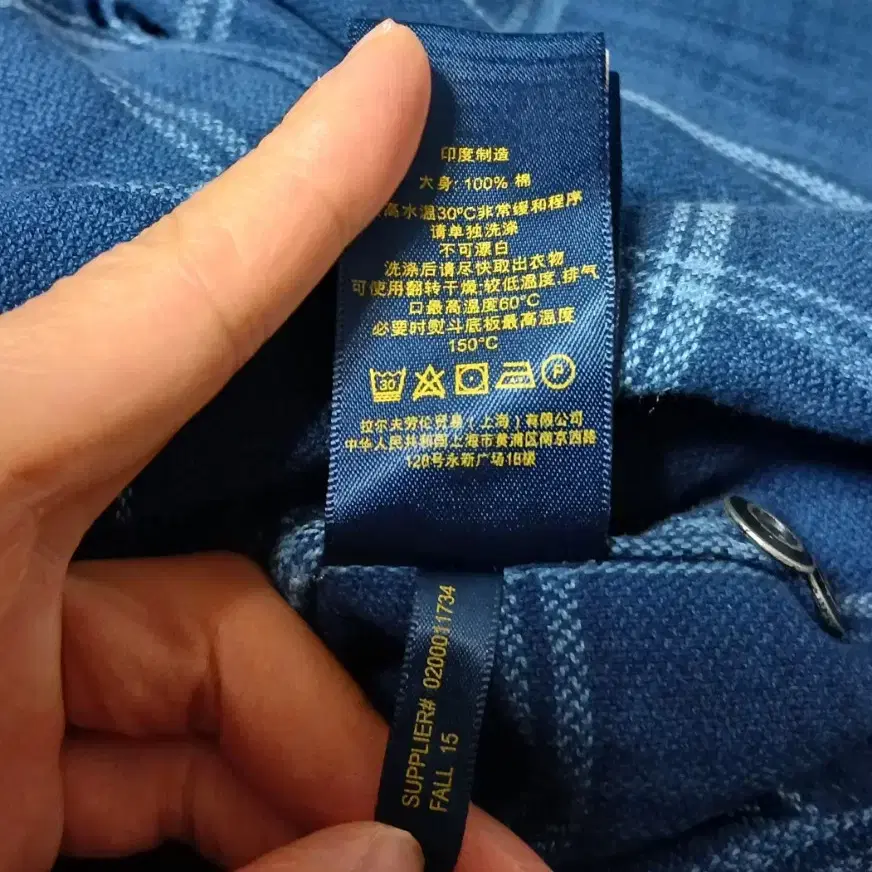 印度制造
大身: 100% 棉
高水温30°C非常缓和程序
请单独洗涤
不可漂白
洗涤后请尽快取出衣物
可使用翻转干燥;较低温度,排气
口最高温度60°C
必要时熨斗底板最高温度
150°C
30
P
拉尔夫劳伦贸易(上海)有限公司
中华人民共和国上海市黄浦区南京西路
128号永新广场16楼
SUPPLIER# 0200011734
FALL 15